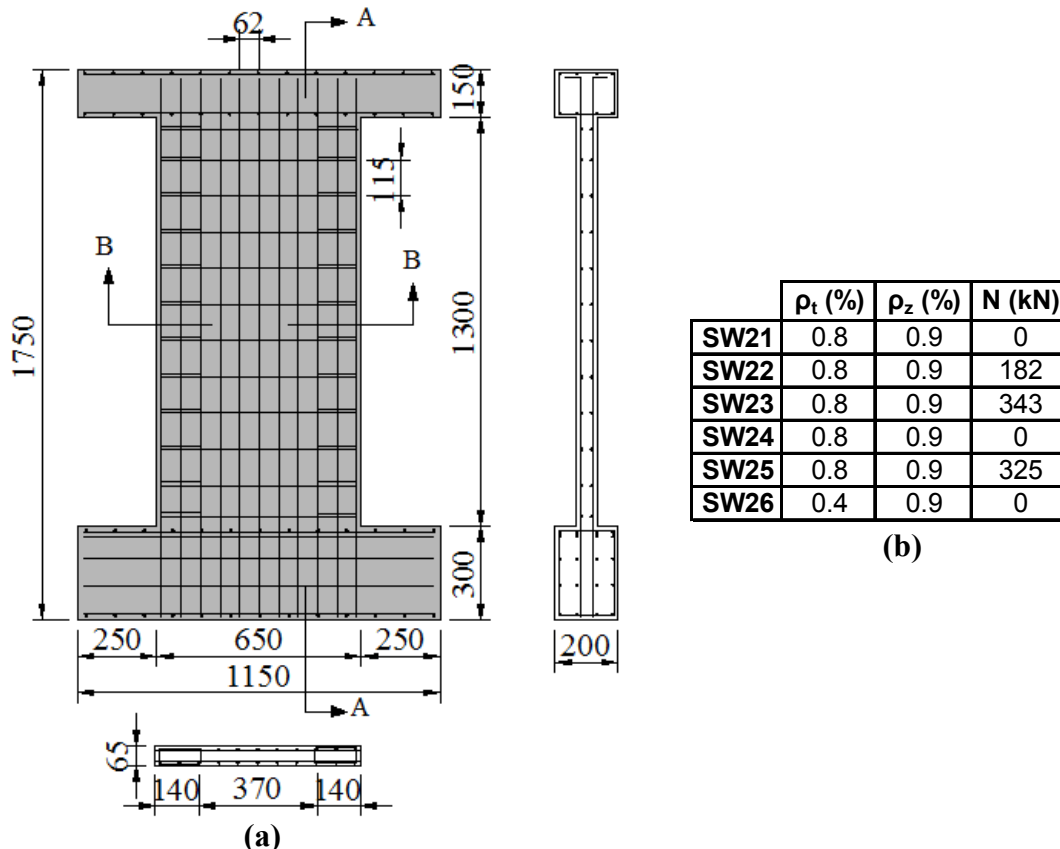 62
A
150
115
B
B
1750
1300
300
250
650
250
1150
A
200
65
140
370
140
(a)
ρt (%) ρz (%) N (kN)
SW21 0.8 0.9 0
SW22 0.8 0.9 182
SW23 0.8 0.9 343
SW24 0.8 0.9 0
SW25 0.8 0.9 325
SW26 0.4 0.9 0
(b)